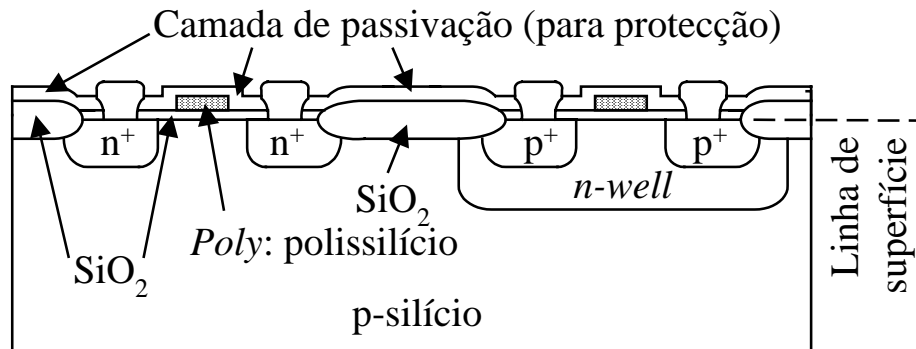 Camada de passivação (para protecção)
n⁺
n⁺
p⁺
p⁺
n-well
SiO₂
Poly: polissilício
SiO₂
p-silício
Linha de
superfície